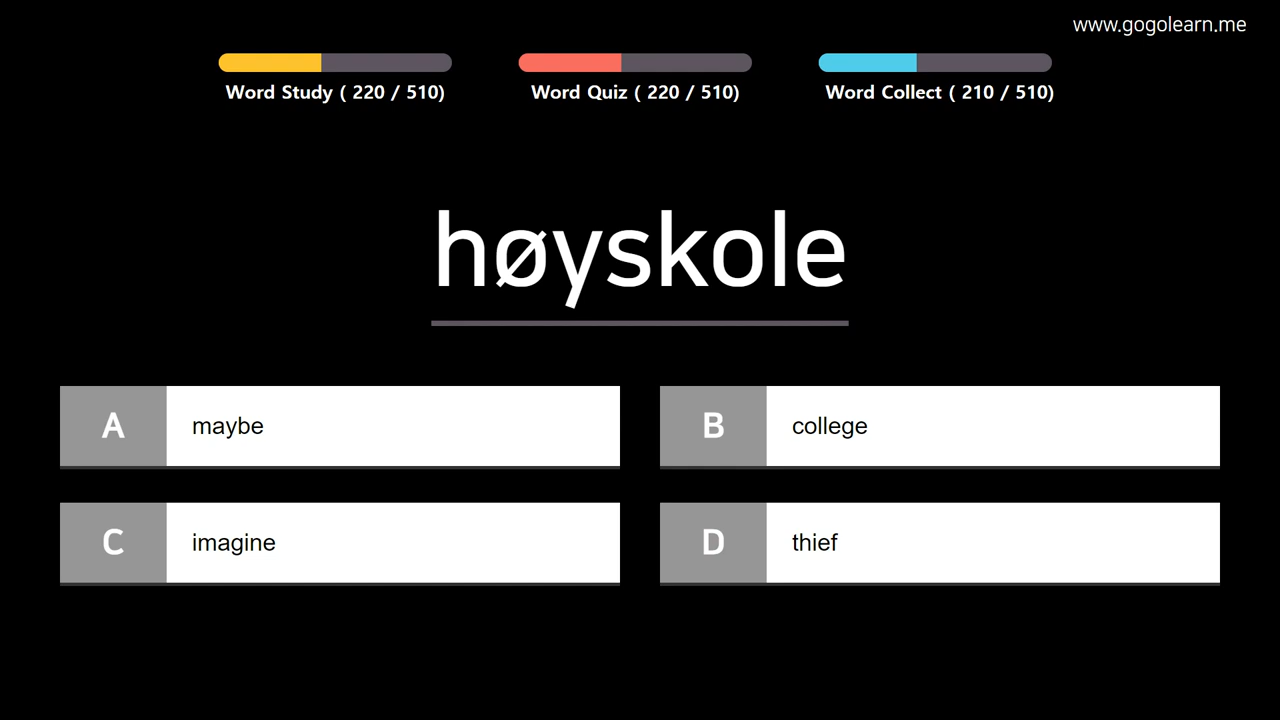 www.gogolearn.me
Word Study ( 220 / 510)
Word Quiz ( 220 / 510)
Word Collect ( 210 / 510)
høyskole
A maybe
B college
C imagine
D thief